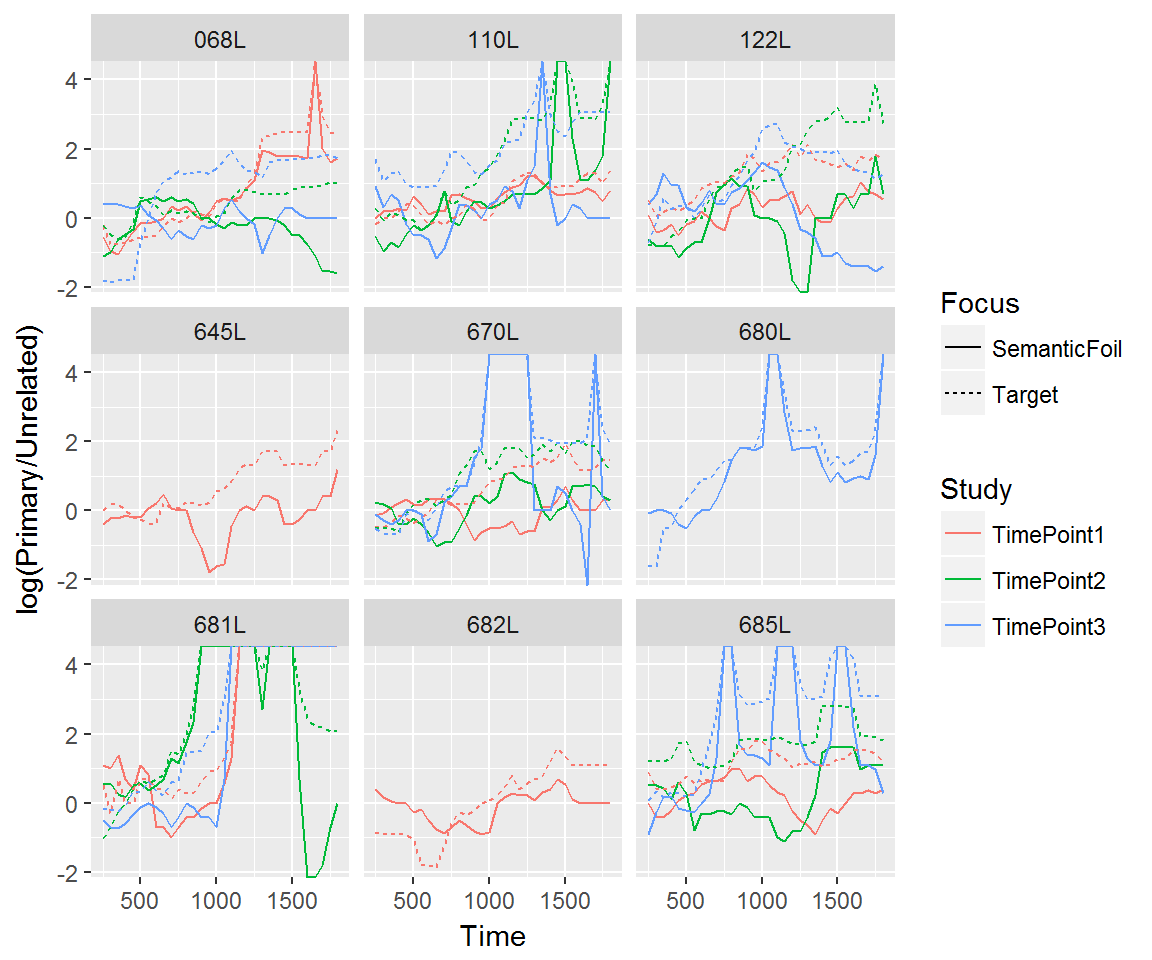 068L 110L 122L
4
2
0
-2
645L 670L 680L
4
2
0
-2
681L 682L 685L
4
2
0
-2
500 1000 1500 500 1000 1500 500 1000 1500
Time
log(Primary/Unrelated)
Focus
SemanticFoil
Target
Study
TimePoint1
TimePoint2
TimePoint3